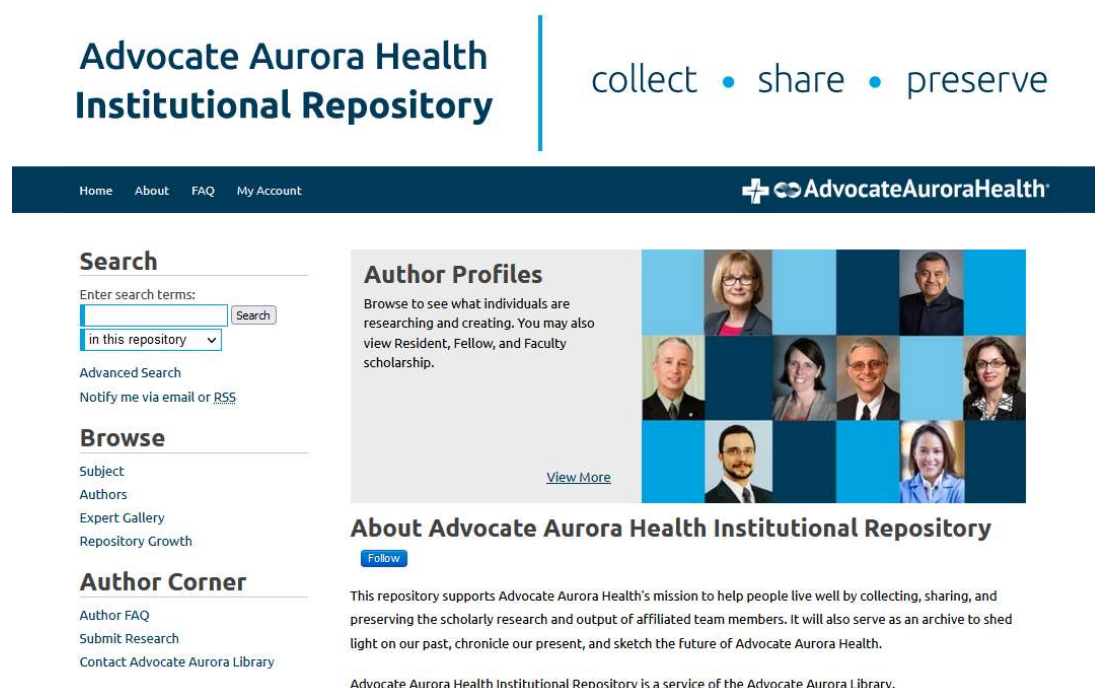 Advocate Aurora Health
Institutional Repository
collect • share • preserve
Home About FAQ My Account
AdvocateAuroraHealth
Search
Enter search terms:
Search
in this repository
Advanced Search
Notify me via email or RSS
Browse
Subject
Authors
Expert Gallery
Repository Growth
Author Corner
Author FAQ
Submit Research
Contact Advocate Aurora Library
Author Profiles
Browse to see what individuals are
researching and creating. You may also
view Resident, Fellow, and Faculty
scholarship.
View More
About Advocate Aurora Health Institutional Repository
Follow
This repository supports Advocate Aurora Health's mission to help people live well by collecting, sharing, and
preserving the scholarly research and output of affiliated team members. It will also serve as an archive to shed
light on our past, chronicle our present, and sketch the future of Advocate Aurora Health.
Advocate Aurora Health Institutional Repository is a service of the Advocate Aurora Library.